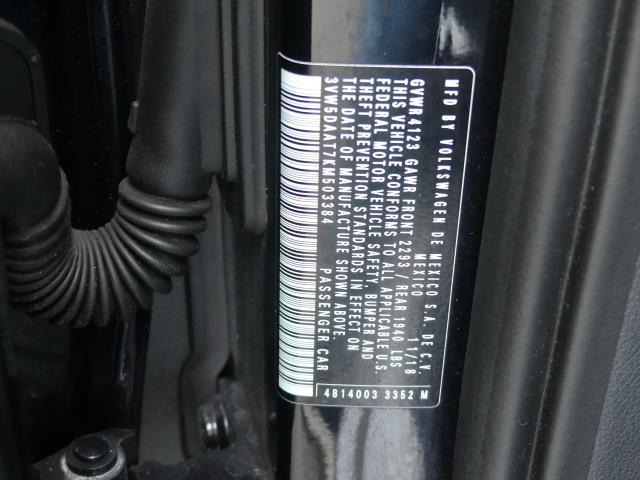 MFD BY VOLKSWAGEN DE MEXICO S.A. DE C.V.
MEXICO 11/18
GVWR 4123 GAWR FRONT 2293 / REAR 1940 LBS
THIS VEHICLE CONFORMS TO ALL APPLICABLE U.S.
FEDERAL MOTOR VEHICLE SAFETY, BUMPER AND
THEFT PREVENTION STANDARDS IN EFFECT ON
THE DATE OF MANUFACTURE SHOWN ABOVE.
3VW5DAAT7KM503384 PASSENGER CAR
4814003 3352 M